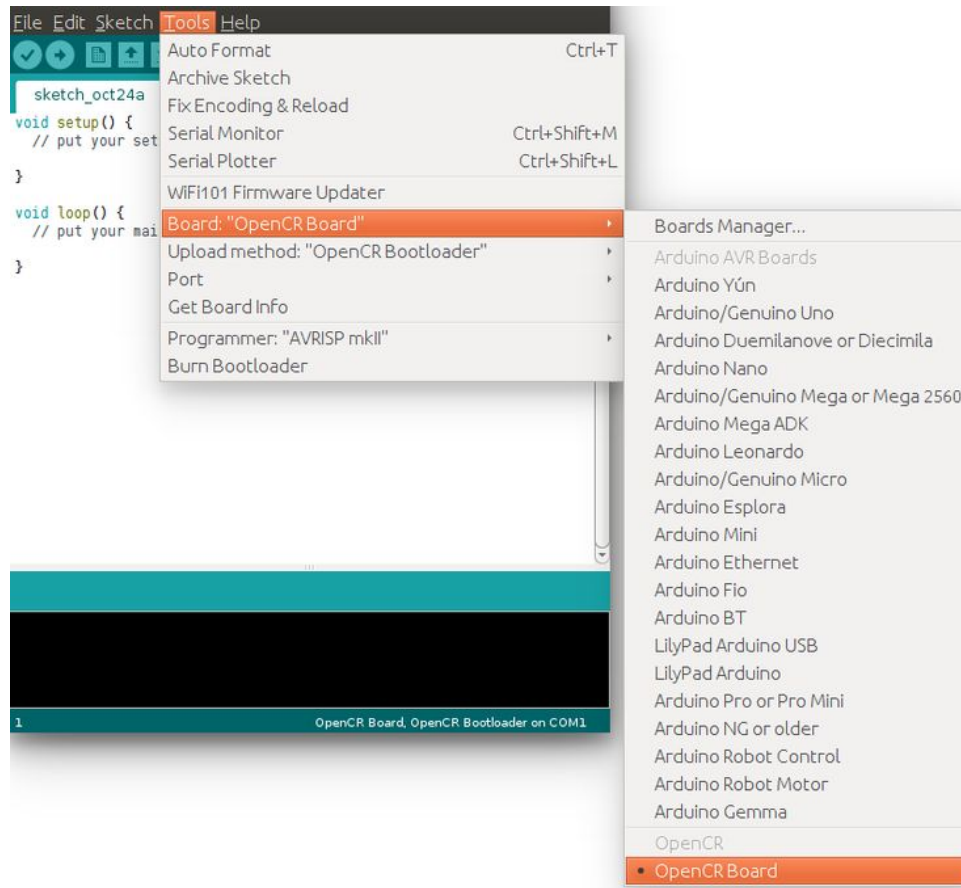 File Edit Sketch Tools Help
sketch_oct24a
void setup() {
// put your set
}
void loop() {
// put your mai
}
Auto Format Ctrl+T
Archive Sketch
Fix Encoding & Reload
Serial Monitor Ctrl+Shift+M
Serial Plotter Ctrl+Shift+L
WiFi101 Firmware Updater
Board: "OpenCR Board"
Upload method: "OpenCR Bootloader"
Port
Get Board Info
Programmer: "AVRISP mkII"
Burn Bootloader
Boards Manager...
Arduino AVR Boards
Arduino Yún
Arduino/Genuino Uno
Arduino Duemilanove or Diecimila
Arduino Nano
Arduino/Genuino Mega or Mega 2560
Arduino Mega ADK
Arduino Leonardo
Arduino/Genuino Micro
Arduino Esplora
Arduino Mini
Arduino Ethernet
Arduino Fio
Arduino BT
LilyPad Arduino USB
LilyPad Arduino
Arduino Pro or Pro Mini
Arduino NG or older
Arduino Robot Control
Arduino Robot Motor
Arduino Gemma
OpenCR
OpenCR Board
1 OpenCR Board, OpenCR Bootloader on COM1